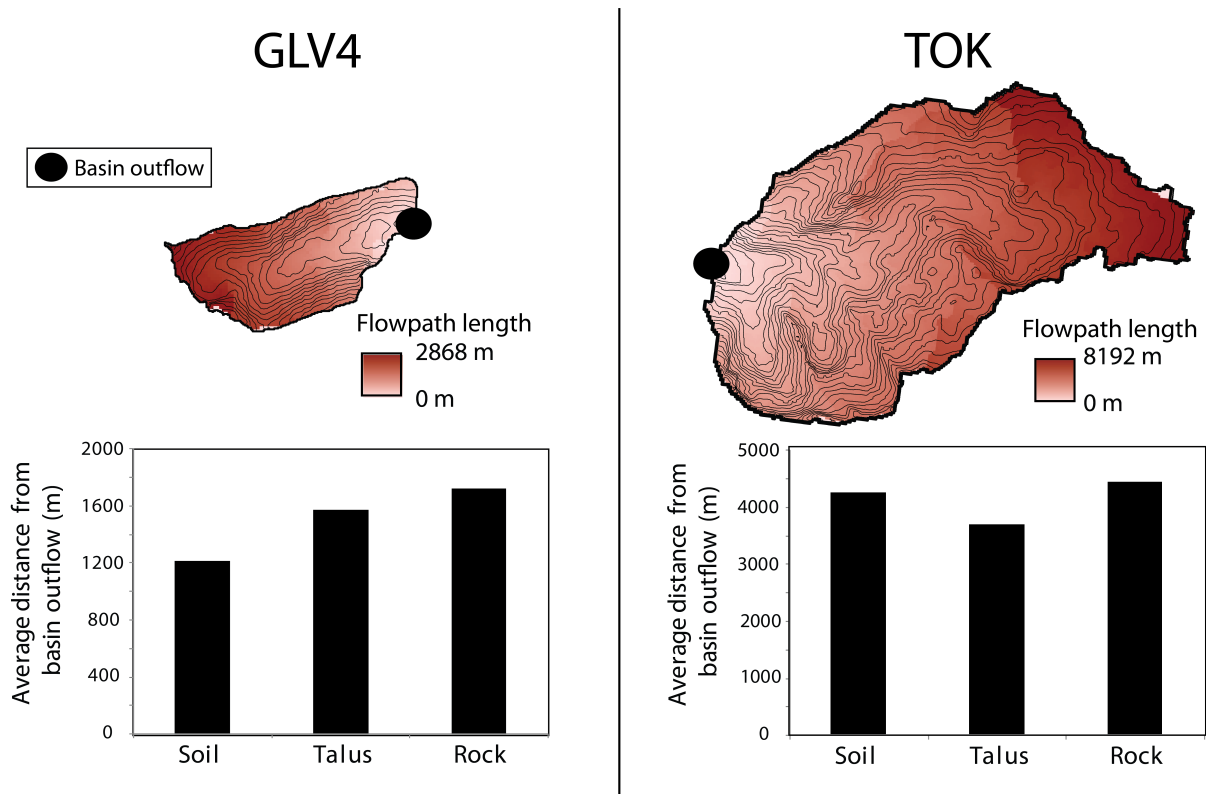 GLV4
Basin outflow
Flowpath length
2868 m
0 m
Average distance from
basin outflow (m)
2000
1600
1200
800
400
0
Soil
Talus
Rock
TOK
Flowpath length
8192 m
0 m
Average distance from
basin outflow (m)
5000
4000
3000
2000
1000
0
Soil
Talus
Rock